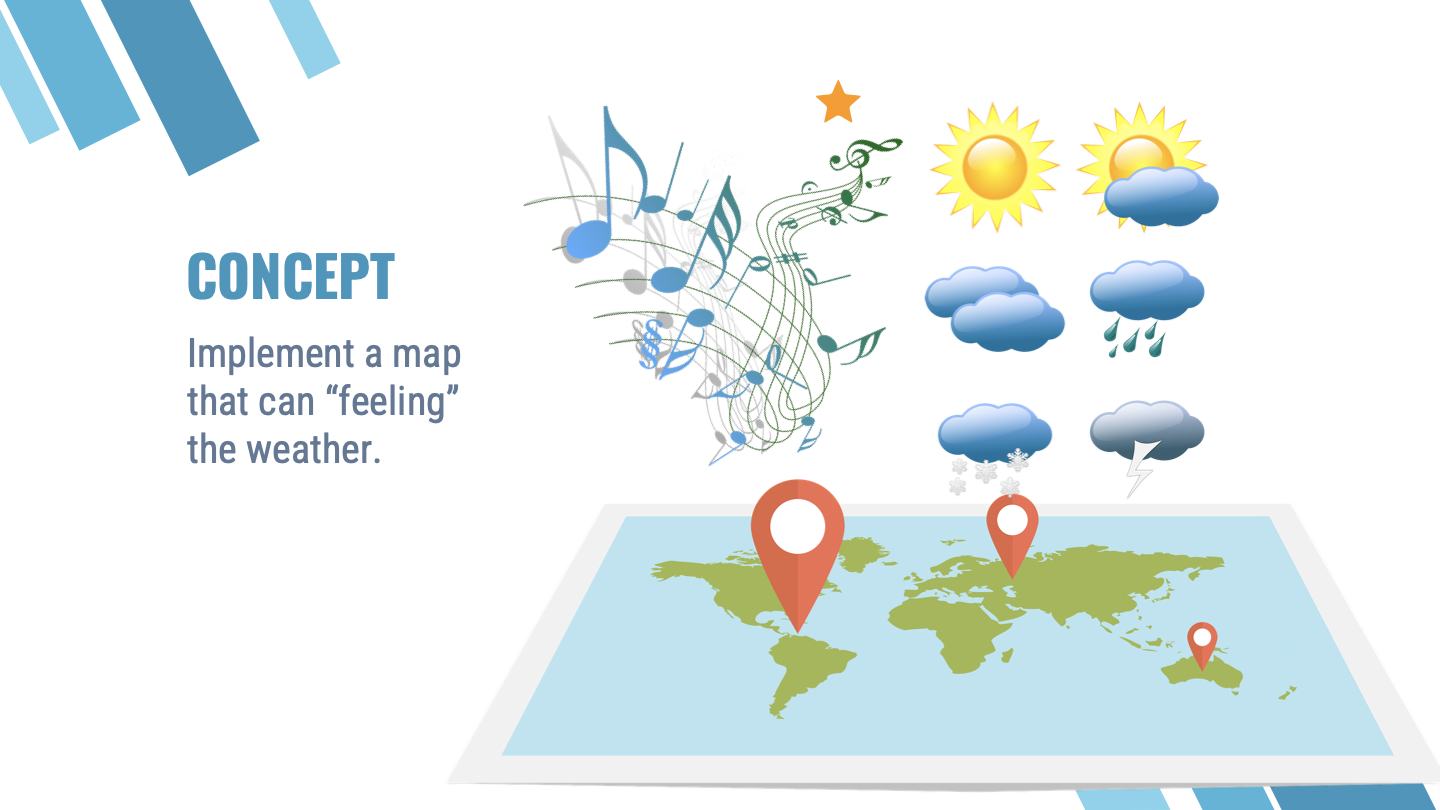 CONCEPT
Implement a map
that can “feeling”
the weather.